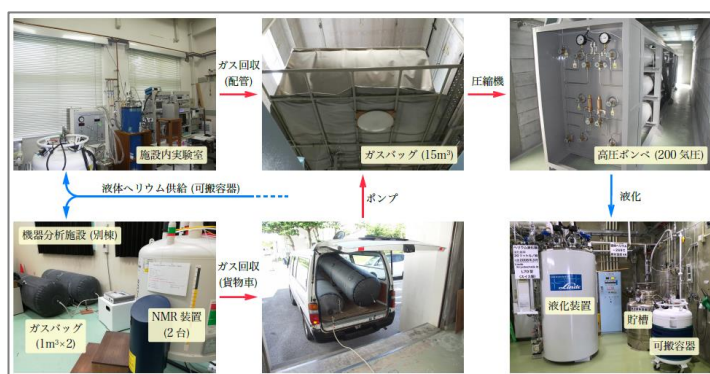 ガス回収
(配管)
圧縮機
施設内実験室
ガスバッグ (15m³)
高圧ボンベ (200 気圧)
液体ヘリウム供給 (可搬容器)
ポンプ
液化
機器分析施設 (別棟)
ガス回収
(貨物車)
ガスバッグ
(1m³×2)
NMR 装置
(2 台)
液化装置
貯槽
可搬容器
Linde